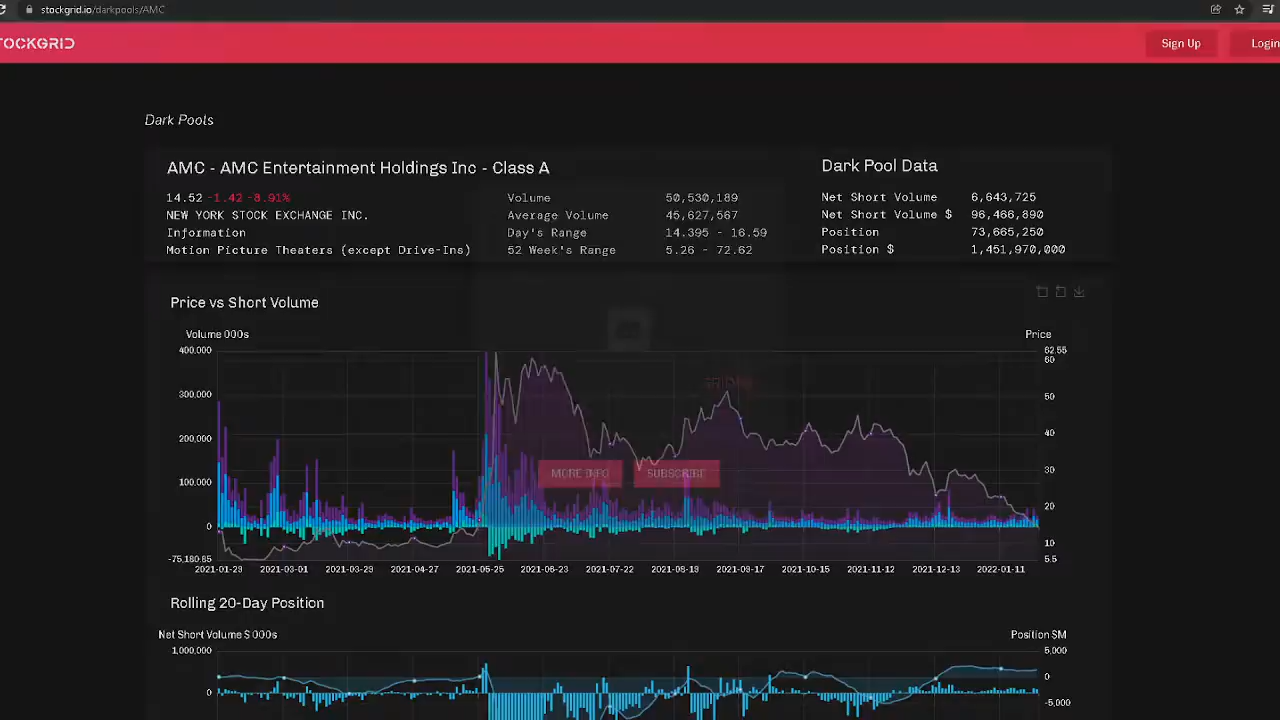 stockgrid.io/darkpools/AMC
TOCKGRID
Sign Up
Login
Dark Pools
AMC - AMC Entertainment Holdings Inc - Class A
14.52 -1.42 -8.91%
NEW YORK STOCK EXCHANGE INC.
Information
Motion Picture Theaters (except Drive-Ins)
Volume 50,530,189
Average Volume 45,627,567
Day's Range 14.395 - 16.59
52 Week's Range 5.26 - 72.62
Dark Pool Data
Net Short Volume 6,643,725
Net Short Volume $ 96,466,890
Position 73,665,250
Position $ 1,451,970,000
Price vs Short Volume
Volume 000s
Price
400,000
300,000
200,000
100,000
0
-75,180.85
62.55
60
50
40
30
20
10
5.5
MORE INFO
SUBSCRIBE
2021-01-29 2021-03-01 2021-03-29 2021-04-27 2021-05-25 2021-06-23 2021-07-22 2021-08-19 2021-09-17 2021-10-15 2021-11-12 2021-12-13 2022-01-11
Rolling 20-Day Position
Net Short Volume $ 000s
Position $M
1,000,000
0
5,000
0
-5,000